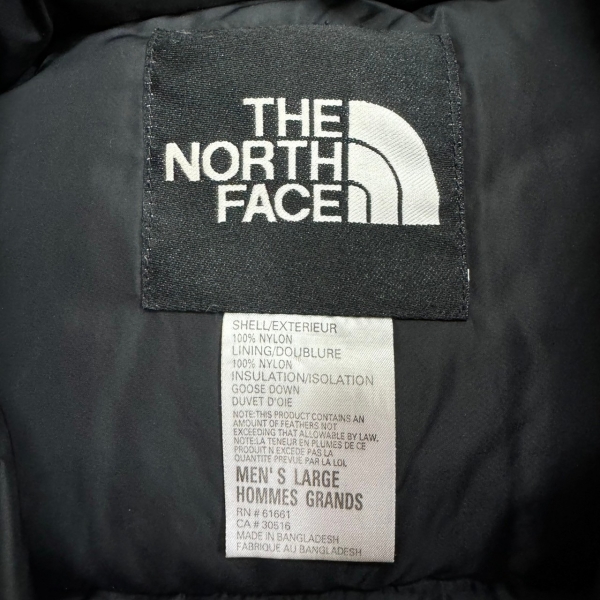 THE
NORTH
FACE
SHELL/EXTERIEUR
100% NYLON
LINING/DOUBLURE
100% NYLON
INSULATION/ISOLATION
GOOSE DOWN
DUVET D'OIE
NOTE:THIS PRODUCT CONTAINS AN
AMOUNT OF FEATHERS NOT
EXCEEDING THAT ALLOWABLE BY LAW.
NOTE:LA TENEUR EN PLUMES DE CE
PRODUIT N EXCEDE PAS LA
QUANTITE PREVUE PAR LA LOI.
MEN'S LARGE
HOMMES GRANDS
RN # 61661
CA # 30516
MADE IN BANGLADESH
FABRIQUE AU BANGLADESH